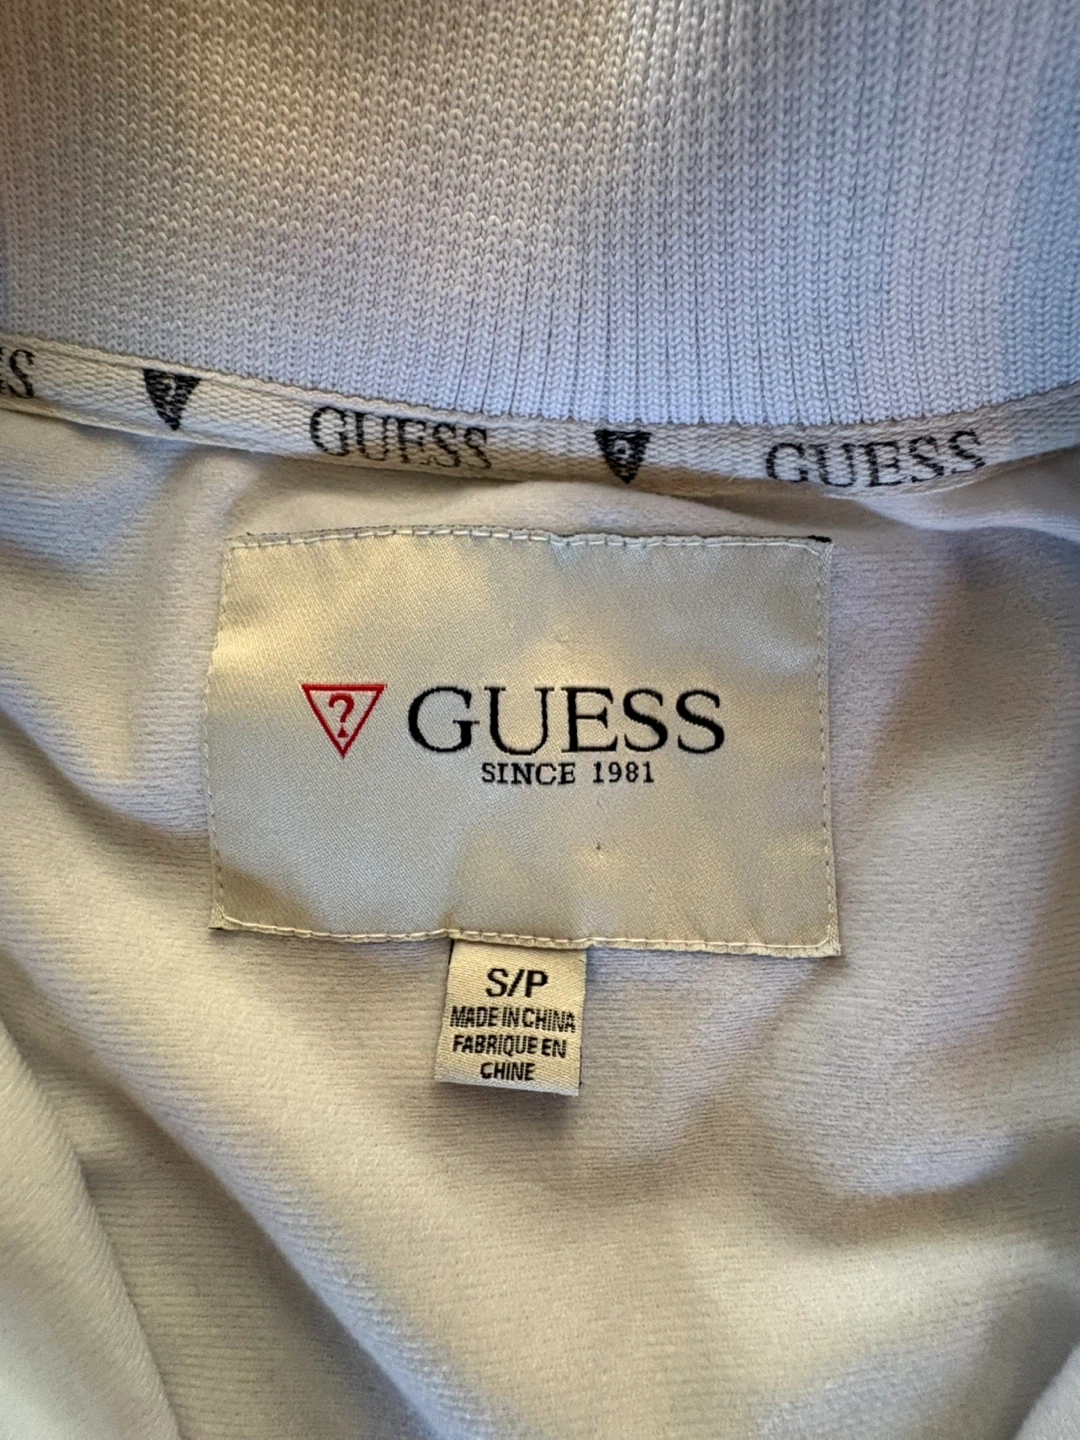 GUESS GUESS
? GUESS
SINCE 1981
S/P
MADE IN CHINA
FABRIQUE EN
CHINE